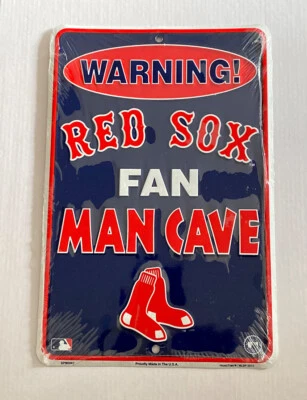 WARNING!
RED SOX
FAN
MAN CAVE
Proudly Made In The U.S.A.